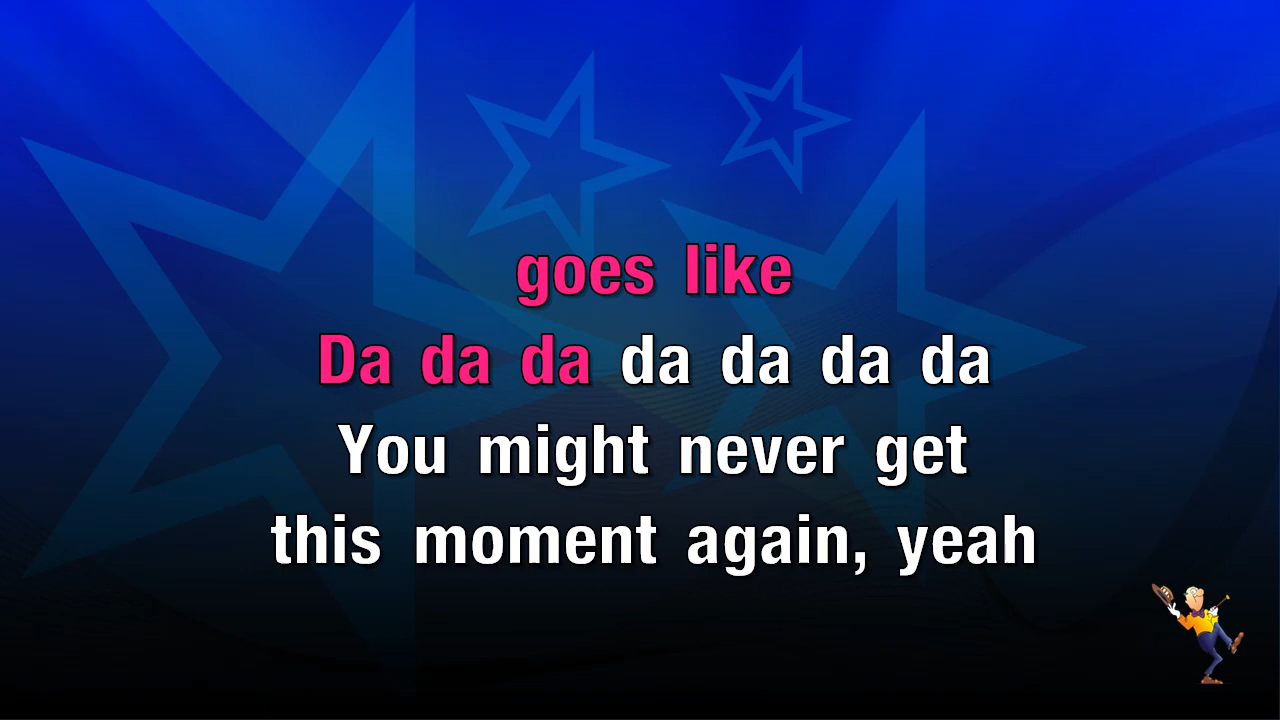 goes like
Da da da da da da da
You might never get
this moment again, yeah